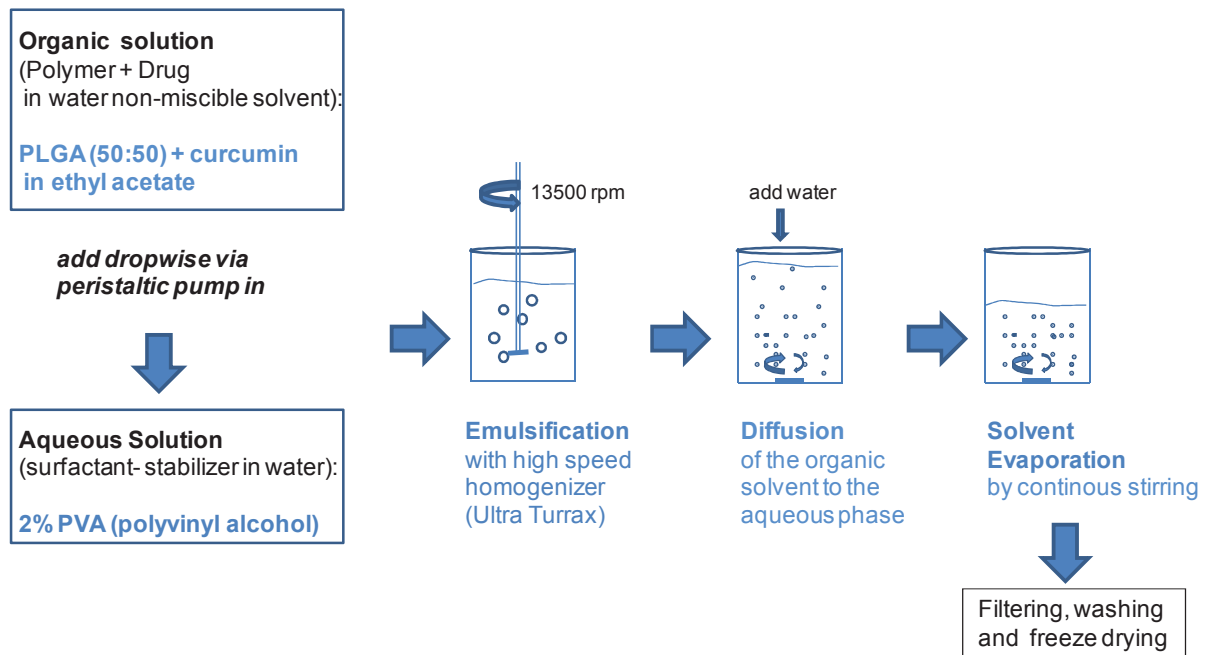 Organic solution
(Polymer + Drug
in water non-miscible solvent):
PLGA (50:50) + curcumin
in ethyl acetate
add dropwise via
peristaltic pump in
Aqueous Solution
(surfactant- stabilizer in water):
2% PVA (polyvinyl alcohol)
13500 rpm
Emulsification
with high speed
homogenizer
(Ultra Turrax)
add water
Diffusion
of the organic
solvent to the
aqueous phase
Solvent
Evaporation
by continous stirring
Filtering, washing
and freeze drying